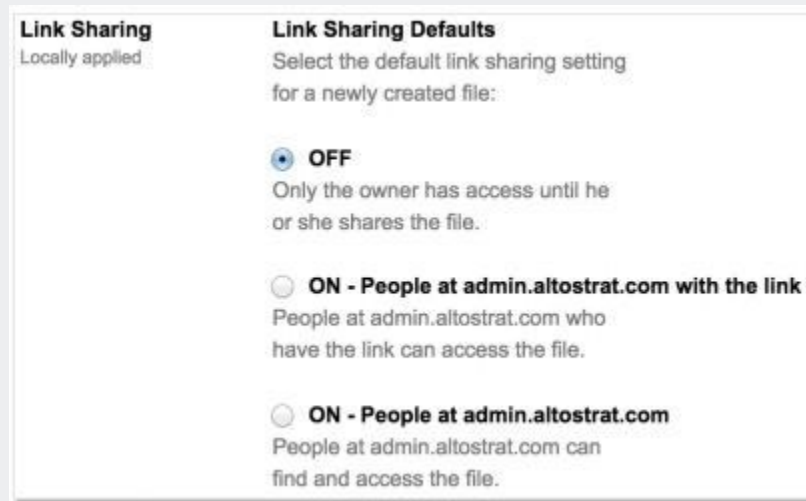 Link Sharing
Locally applied
Link Sharing Defaults
Select the default link sharing setting
for a newly created file:
OFF
Only the owner has access until he
or she shares the file.
ON - People at admin.altostrat.com with the link
People at admin.altostrat.com who
have the link can access the file.
ON - People at admin.altostrat.com
People at admin.altostrat.com can
find and access the file.